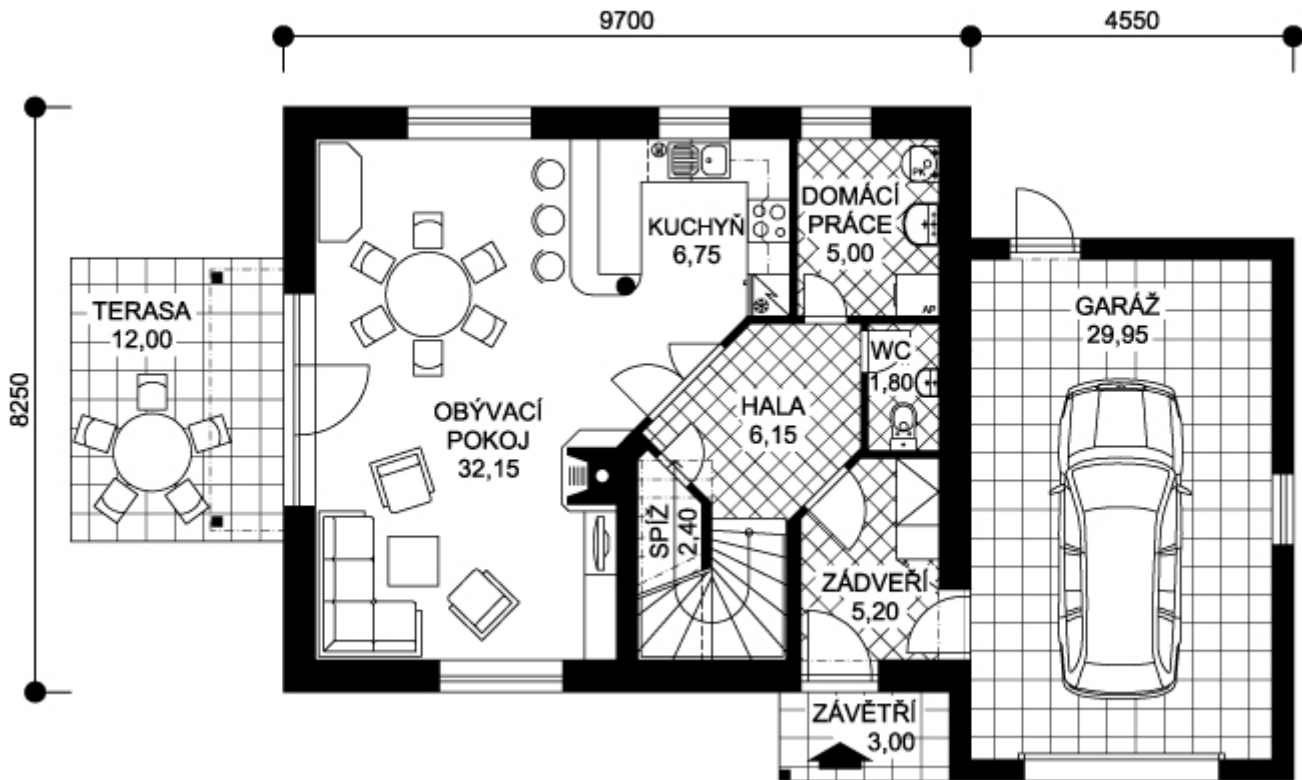 9700
4550
8250
TERASA
12,00
OBÝVACÍ
POKOJ
32,15
KUCHYŇ
6,75
DOMÁCÍ
PRÁCE
5,00
PK
AP
WC
1,80
HALA
6,15
SPÍŽ
2,40
ZÁDVEŘÍ
5,20
ZÁVĚTŘÍ
3,00
GARÁŽ
29,95